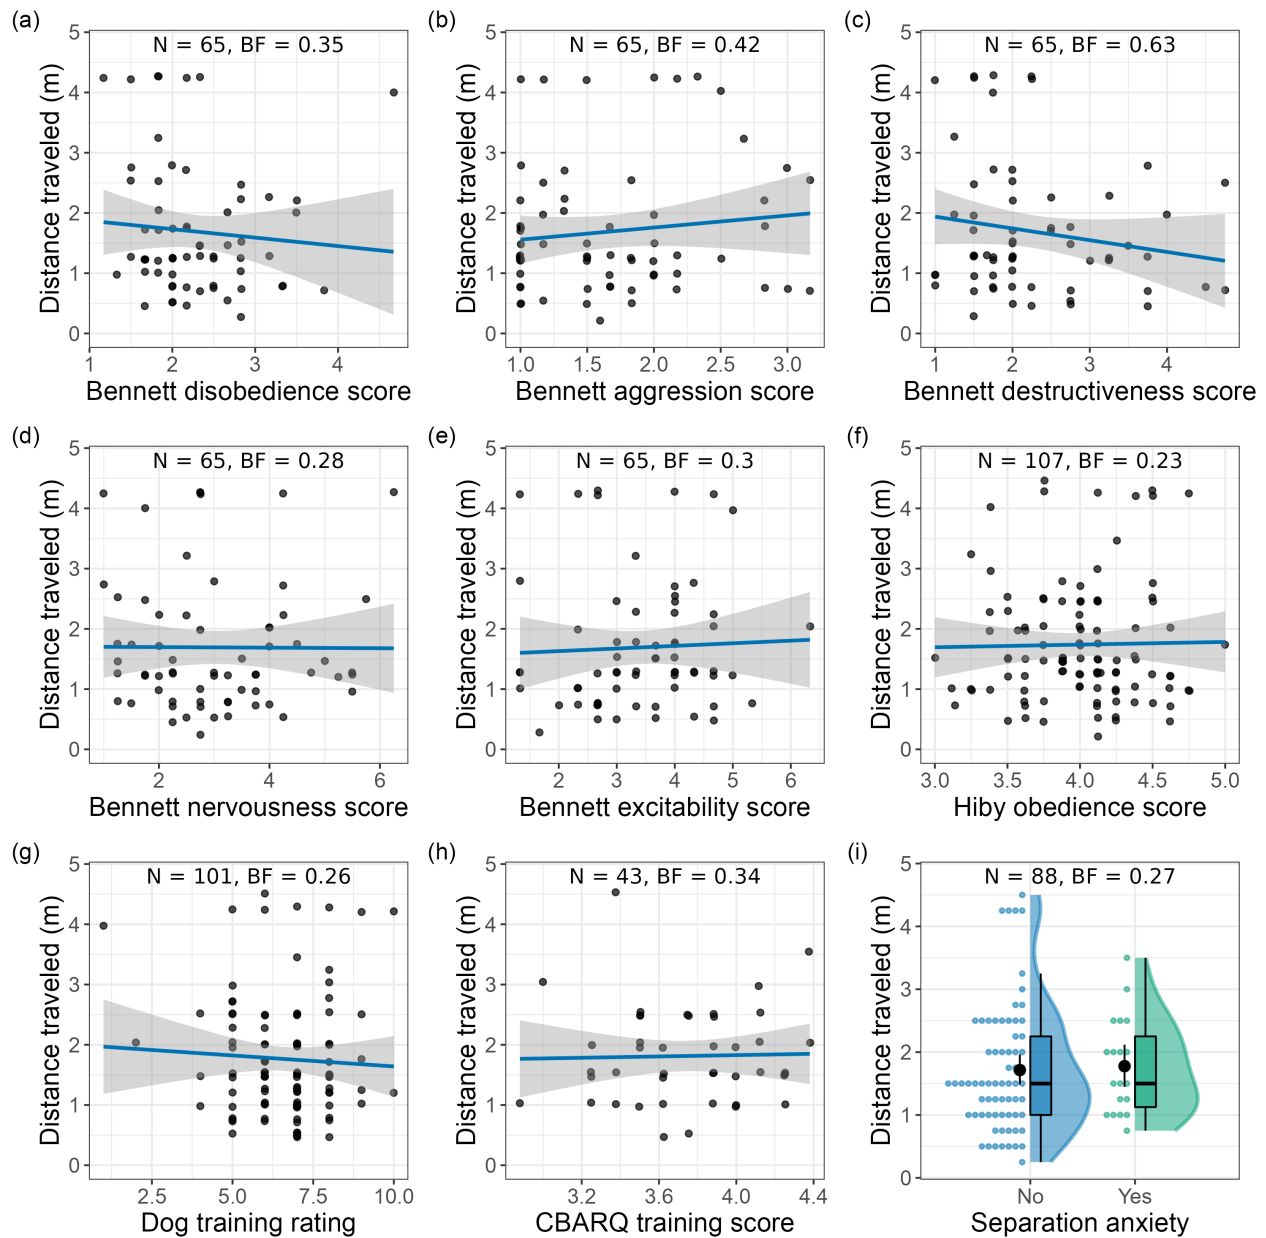 (a)
N = 65, BF = 0.35
Distance traveled (m)
5
4
3
2
1
0
1 2 3 4
Bennett disobedience score
(b)
N = 65, BF = 0.42
Distance traveled (m)
5
4
3
2
1
0
1.0 1.5 2.0 2.5 3.0
Bennett aggression score
(c)
N = 65, BF = 0.63
Distance traveled (m)
5
4
3
2
1
0
1 2 3 4
Bennett destructiveness score
(d)
N = 65, BF = 0.28
Distance traveled (m)
5
4
3
2
1
0
2 4 6
Bennett nervousness score
(e)
N = 65, BF = 0.3
Distance traveled (m)
5
4
3
2
1
0
2 3 4 5 6
Bennett excitability score
(f)
N = 107, BF = 0.23
Distance traveled (m)
5
4
3
2
1
0
3.0 3.5 4.0 4.5 5.0
Hiby obedience score
(g)
N = 101, BF = 0.26
Distance traveled (m)
5
4
3
2
1
0
2.5 5.0 7.5 10.0
Dog training rating
(h)
N = 43, BF = 0.34
Distance traveled (m)
5
4
3
2
1
0
3.2 3.6 4.0 4.4
CBARQ training score
(i)
N = 88, BF = 0.27
Distance traveled (m)
5
4
3
2
1
0
No Yes
Separation anxiety